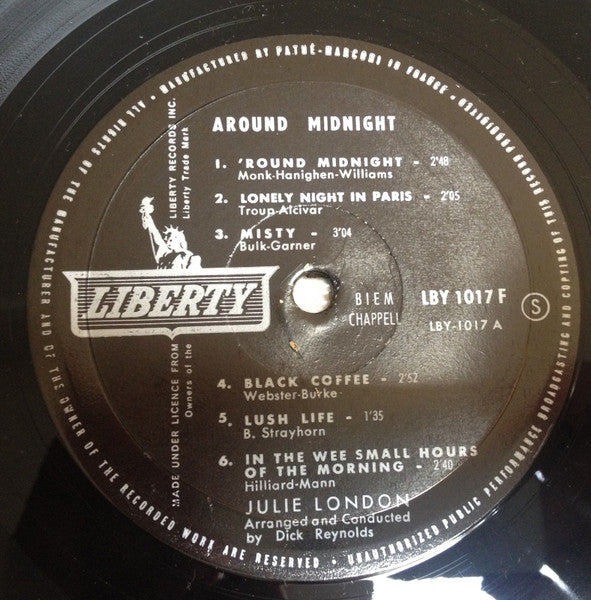 MANUFACTURED BY PATHÉ-MARCONI IN FRANCE • UNAUTHORIZED PUBLIC PERFORMANCE BROADCASTING AND COPYING OF THIS RECORD PROHIBITED • ALL RIGHTS OF THE MANUFACTURER AND OF THE OWNER OF THE RECORDED WORK ARE RESERVED •
AROUND MIDNIGHT
1. 'ROUND MIDNIGHT - 2'48
Monk-Hanighen-Williams
2. LONELY NIGHT IN PARIS - 2'05
Troup-Alcivar
3. MISTY - 3'04
Bulk-Garner
MADE UNDER LICENCE FROM LIBERTY RECORDS INC.
Owners of the Liberty Trade Mark
LIBERTY
BIEM
CHAPPELL
LBY 1017 F
LBY-1017 A
S
4. BLACK COFFEE - 2'52
Webster-Burke
5. LUSH LIFE - 1'35
B. Strayhorn
6. IN THE WEE SMALL HOURS
OF THE MORNING - 2'40
Hilliard-Mann
JULIE LONDON
Arranged and Conducted
by Dick Reynolds